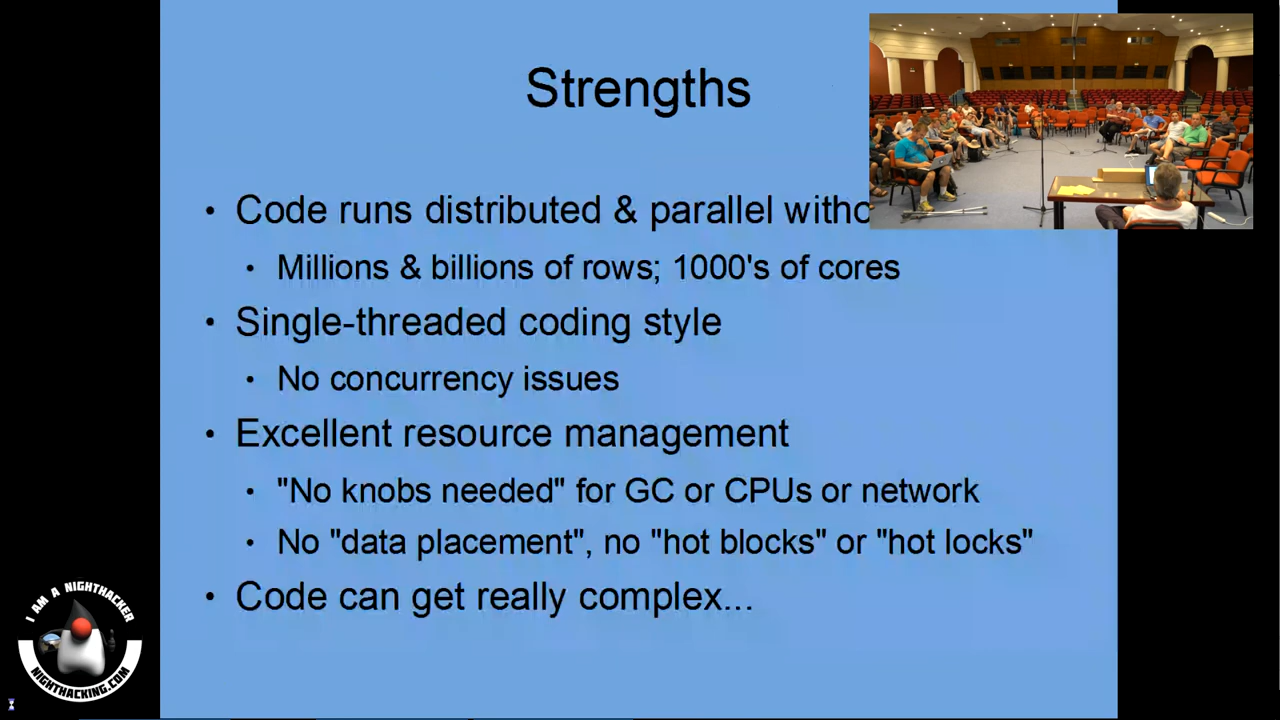 Strengths
• Code runs distributed & parallel
• Millions & billions of rows; 1000's of cores
• Single-threaded coding style
• No concurrency issues
• Excellent resource management
• "No knobs needed" for GC or CPUs or network
• No "data placement", no "hot blocks" or "hot locks"
• Code can get really complex...
I AM A NIGHTHACKER
NIGHTHACKING.COM